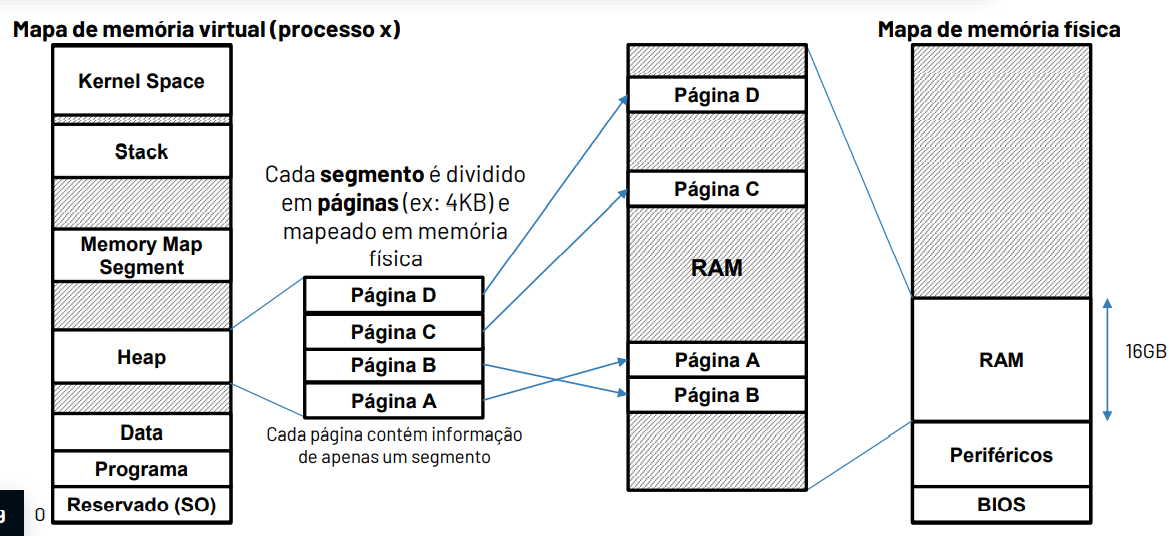 Mapa de memória virtual (processo x)
Kernel Space
Stack
Memory Map
Segment
Heap
Data
Programa
Reservado (SO)
g
0
Cada segmento é dividido
em páginas (ex: 4KB) e
mapeado em memória
física
Página D
Página C
Página B
Página A
Cada página contém informação
de apenas um segmento
Página D
Página C
RAM
Página A
Página B
Mapa de memória física
RAM
16GB
Periféricos
BIOS